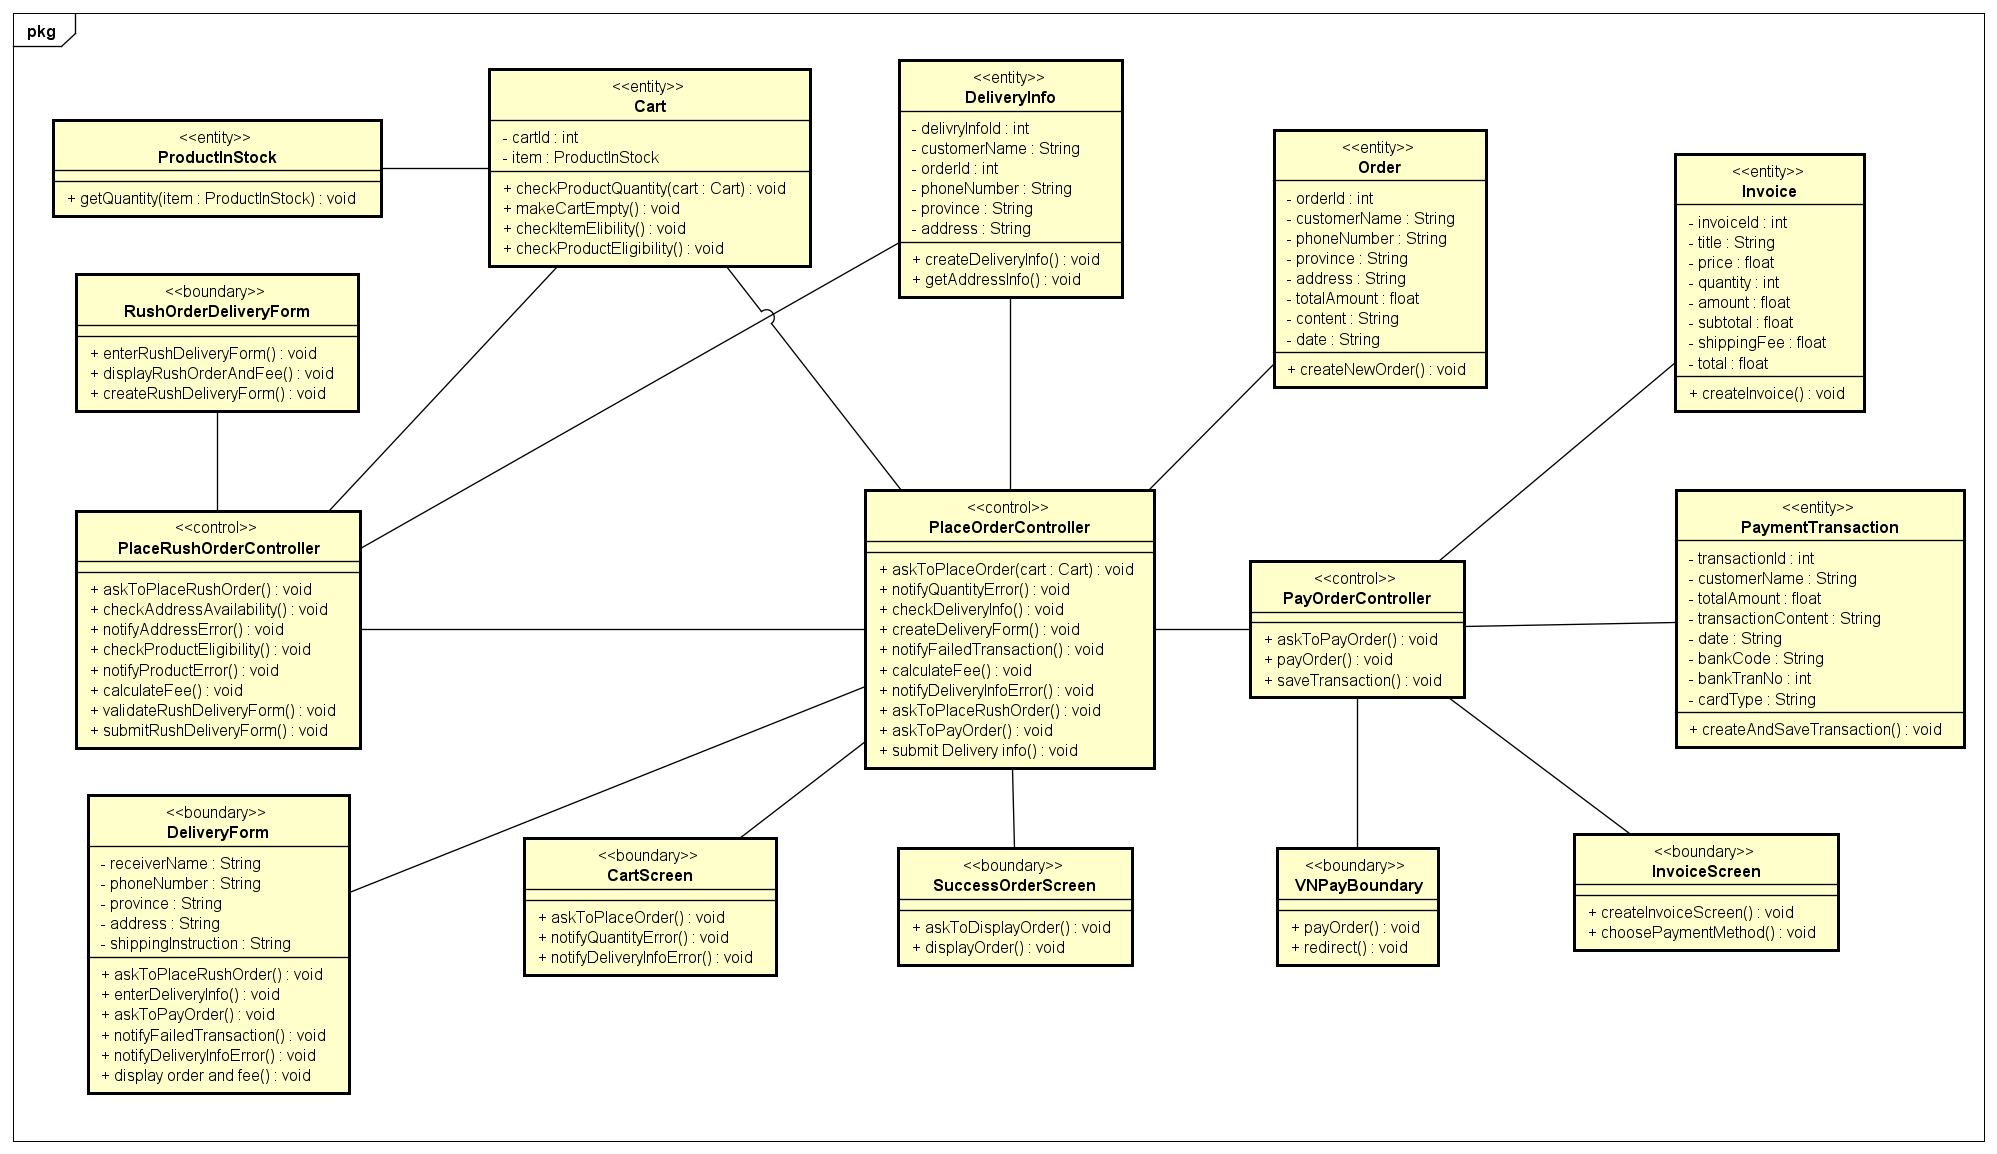 pkg
<<entity>>
ProductInStock
+ getQuantity(item : ProductInStock) : void
<<entity>>
Cart
- cartId : int
- item : ProductInStock
+ checkProductQuantity(cart : Cart) : void
+ makeCartEmpty() : void
+ checkItemElibility() : void
+ checkProductEligibility() : void
<<entity>>
DeliveryInfo
- delivryInfoId : int
- customerName : String
- orderId : int
- phoneNumber : String
- province : String
- address : String
+ createDeliveryInfo() : void
+ getAddressInfo() : void
<<entity>>
Order
- orderId : int
- customerName : String
- phoneNumber : String
- province : String
- address : String
- totalAmount : float
- content : String
- date : String
+ createNewOrder() : void
<<entity>>
Invoice
- invoiceId : int
- title : String
- price : float
- quantity : int
- amount : float
- subtotal : float
- shippingFee : float
- total : float
+ createInvoice() : void
<<boundary>>
RushOrderDeliveryForm
+ enterRushDeliveryForm() : void
+ displayRushOrderAndFee() : void
+ createRushDeliveryForm() : void
<<control>>
PlaceRushOrderController
+ askToPlaceRushOrder() : void
+ checkAddressAvailability() : void
+ notifyAddressError() : void
+ checkProductEligibility() : void
+ notifyProductError() : void
+ calculateFee() : void
+ validateRushDeliveryForm() : void
+ submitRushDeliveryForm() : void
<<control>>
PlaceOrderController
+ askToPlaceOrder(cart : Cart) : void
+ notifyQuantityError() : void
+ checkDeliveryInfo() : void
+ createDeliveryForm() : void
+ notifyFailedTransaction() : void
+ calculateFee() : void
+ notifyDeliveryInfoError() : void
+ askToPlaceRushOrder() : void
+ askToPayOrder() : void
+ submit Delivery info() : void
<<control>>
PayOrderController
+ askToPayOrder() : void
+ payOrder() : void
+ saveTransaction() : void
<<entity>>
PaymentTransaction
- transactionId : int
- customerName : String
- totalAmount : float
- transactionContent : String
- date : String
- bankCode : String
- bankTranNo : int
- cardType : String
+ createAndSaveTransaction() : void
<<boundary>>
DeliveryForm
- receiverName : String
- phoneNumber : String
- province : String
- address : String
- shippingInstruction : String
+ askToPlaceRushOrder() : void
+ enterDeliveryInfo() : void
+ askToPayOrder() : void
+ notifyFailedTransaction() : void
+ notifyDeliveryInfoError() : void
+ display order and fee() : void
<<boundary>>
CartScreen
+ askToPlaceOrder() : void
+ notifyQuantityError() : void
+ notifyDeliveryInfoError() : void
<<boundary>>
SuccessOrderScreen
+ askToDisplayOrder() : void
+ displayOrder() : void
<<boundary>>
VNPayBoundary
+ payOrder() : void
+ redirect() : void
<<boundary>>
InvoiceScreen
+ createInvoiceScreen() : void
+ choosePaymentMethod() : void